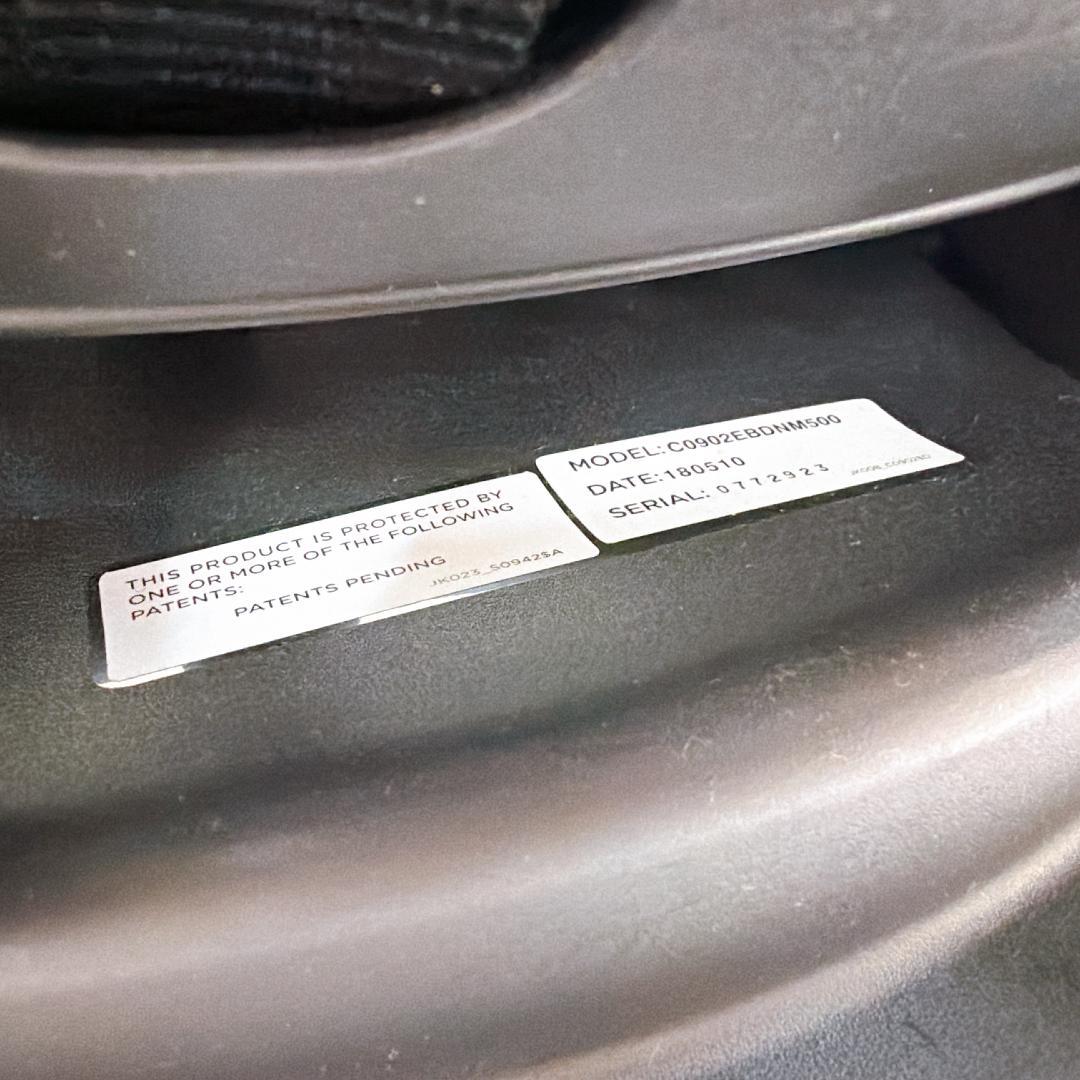 THIS PRODUCT IS PROTECTED BY
ONE OR MORE OF THE FOLLOWING
PATENTS:
PATENTS PENDING
JK023_S0942$A
MODEL:C0902EBDNM500
DATE:180510
SERIAL: 0772923